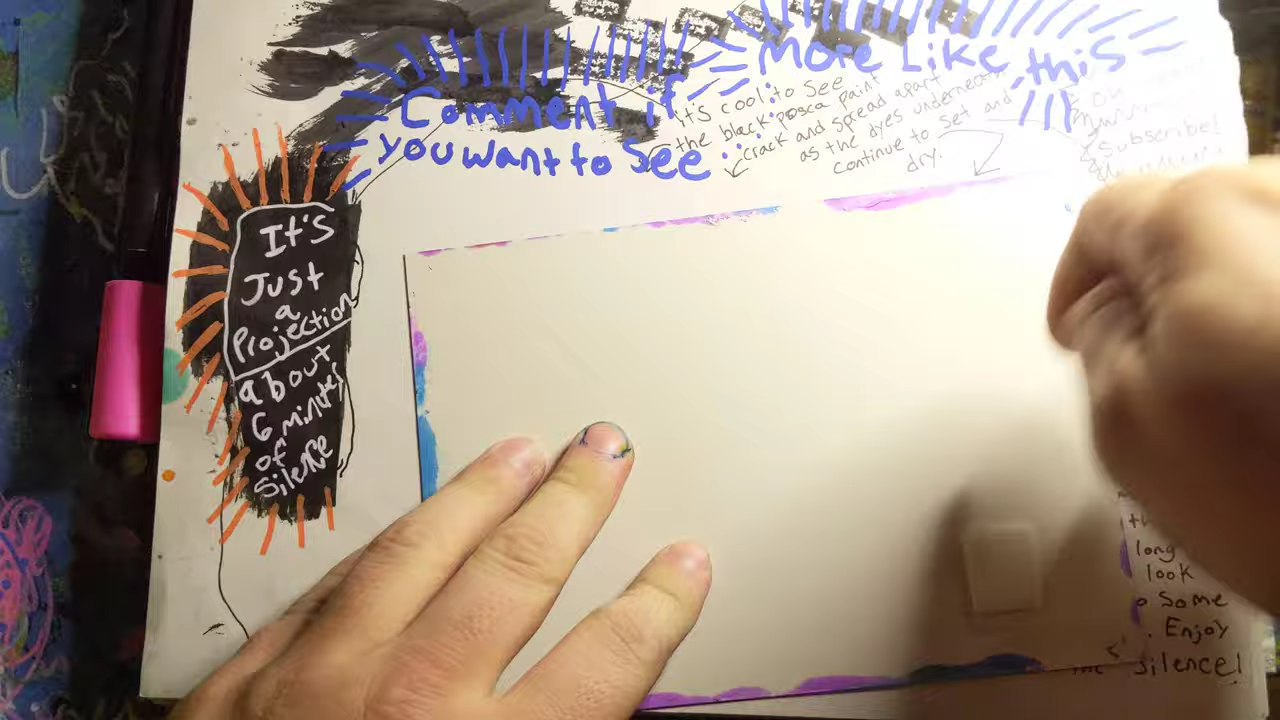 More Like this
Comment if
you want to See
It's cool to See
the black posca paint
crack and spread apart
as the dyes underneath
continue to set and
dry.
Subscribe!
It's
Just
a
Projection
about
6 minutes
of
Silence
long
look
Some
Enjoy
the Silence!